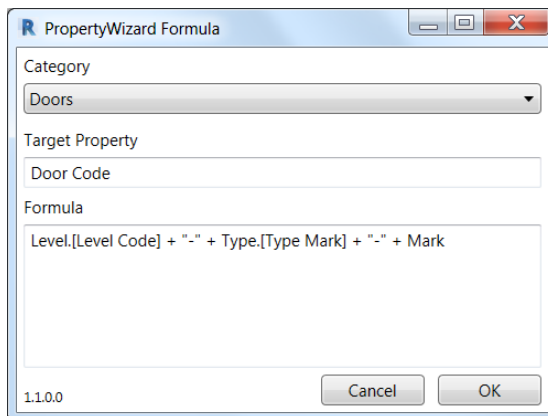 R PropertyWizard Formula
Category
Doors
Target Property
Door Code
Formula
Level.[Level Code] + "-" + Type.[Type Mark] + "-" + Mark
1.1.0.0 Cancel OK